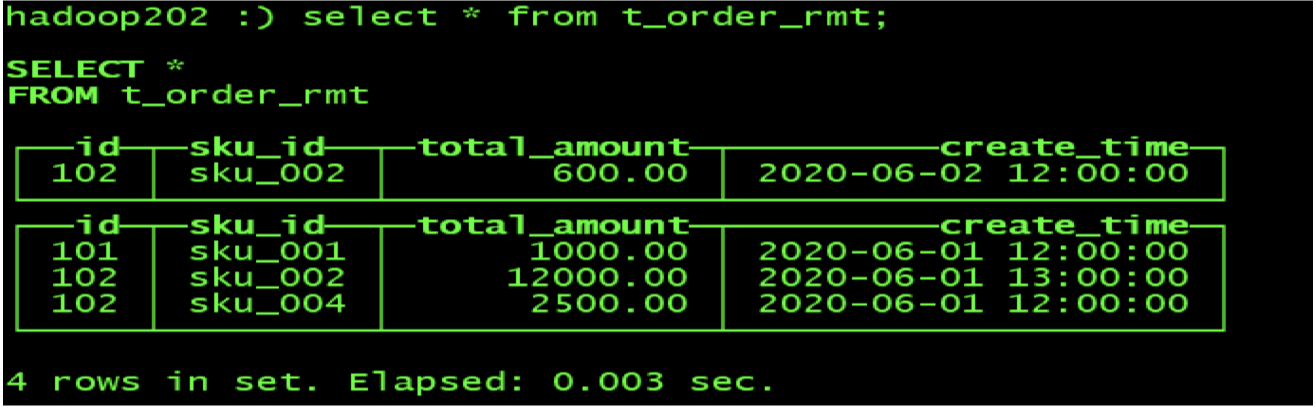 hadoop202 :) select * from t_order_rmt;
SELECT *
FROM t_order_rmt
id sku_id total_amount create_time
102 sku_002 600.00 2020-06-02 12:00:00
id sku_id total_amount create_time
101 sku_001 1000.00 2020-06-01 12:00:00
102 sku_002 12000.00 2020-06-01 13:00:00
102 sku_004 2500.00 2020-06-01 12:00:00
4 rows in set. Elapsed: 0.003 sec.